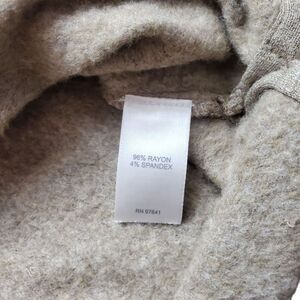 96% RAYON
4% SPANDEX
RN 97841